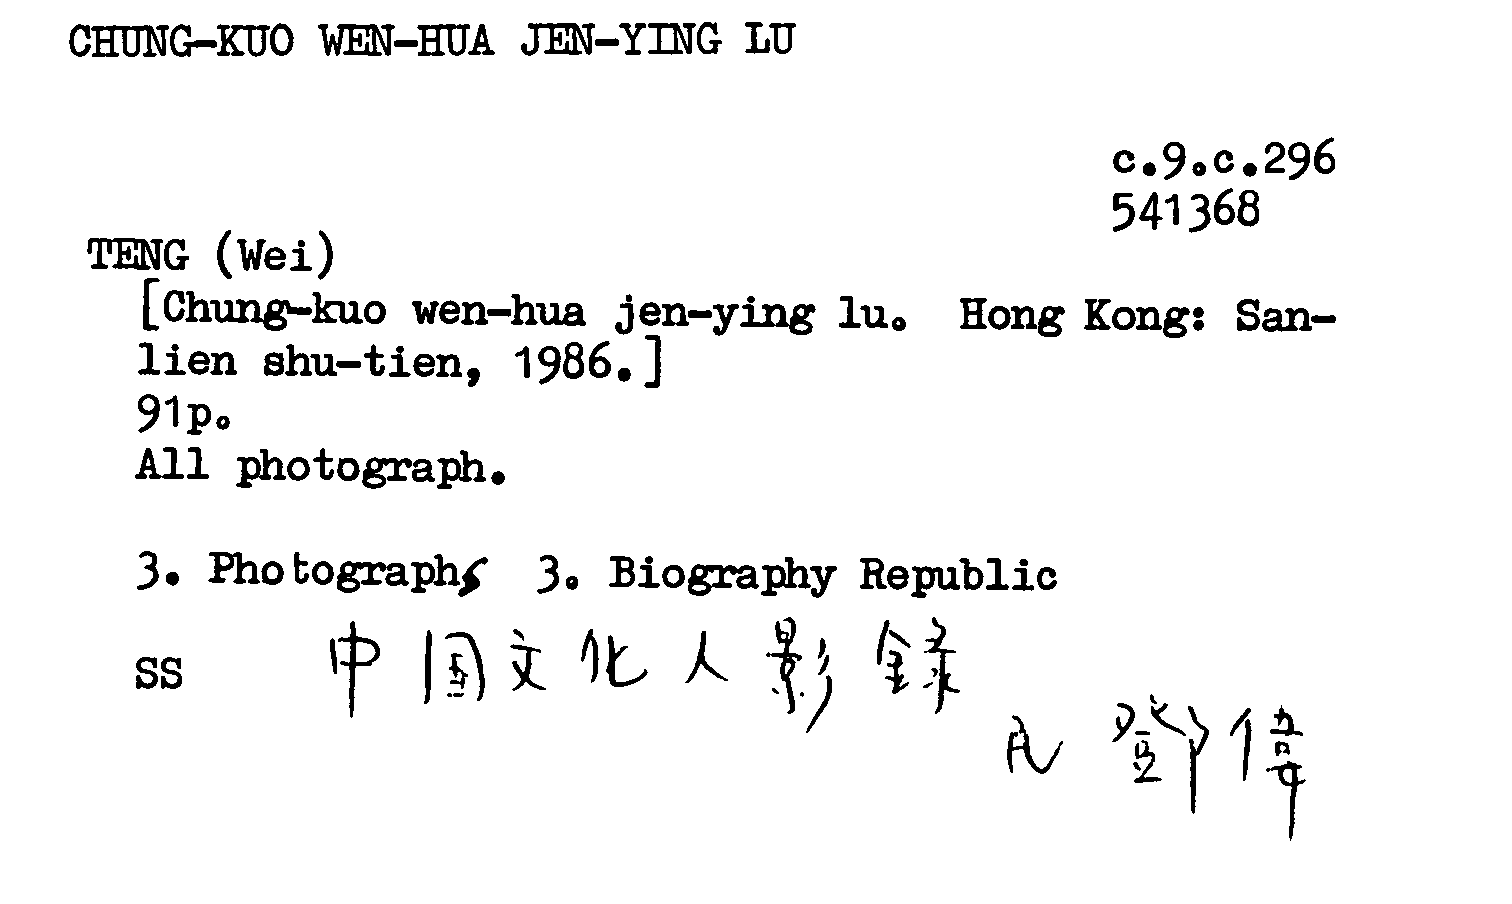 CHUNG-KUO WEN-HUA JEN-YING LU
c.9.c.296
541368
TENG (Wei)
[Chung-kuo wen-hua jen-ying lu. Hong Kong: San-
lien shu-tien, 1986.]
91p.
All photograph.
3. Photographs 3. Biography Republic
SS 中国文化人影錄
鄧偉